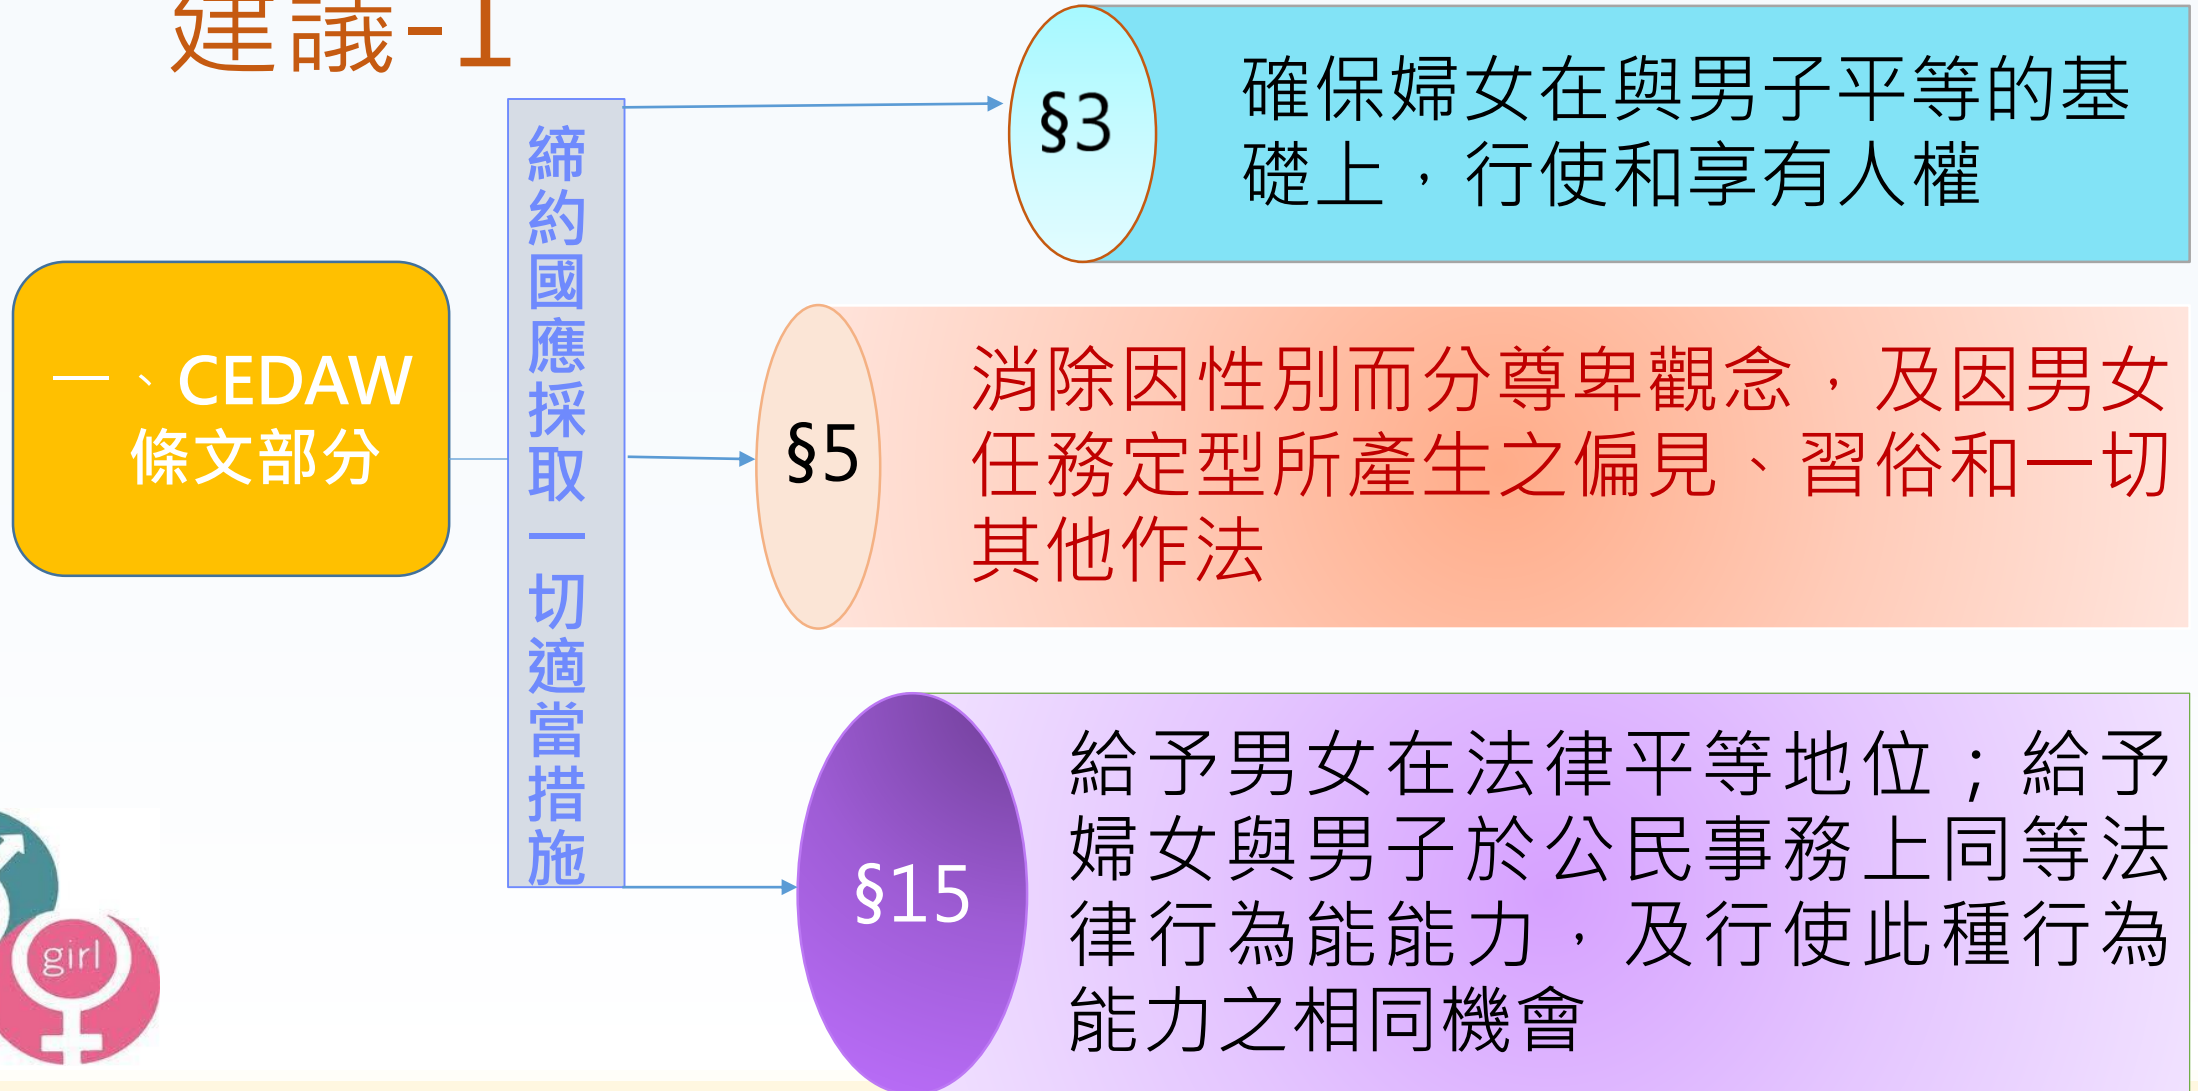 建議-1
一、CEDAW
條文部分
締約國應採取一切適當措施
§3
確保婦女在與男子平等的基
礎上，行使和享有人權
§5
消除因性別而分尊卑觀念，及因男女
任務定型所產生之偏見、習俗和一切
其他作法
§15
給予男女在法律平等地位；給予
婦女與男子於公民事務上同等法
律行為能能力，及行使此種行為
能力之相同機會
girl